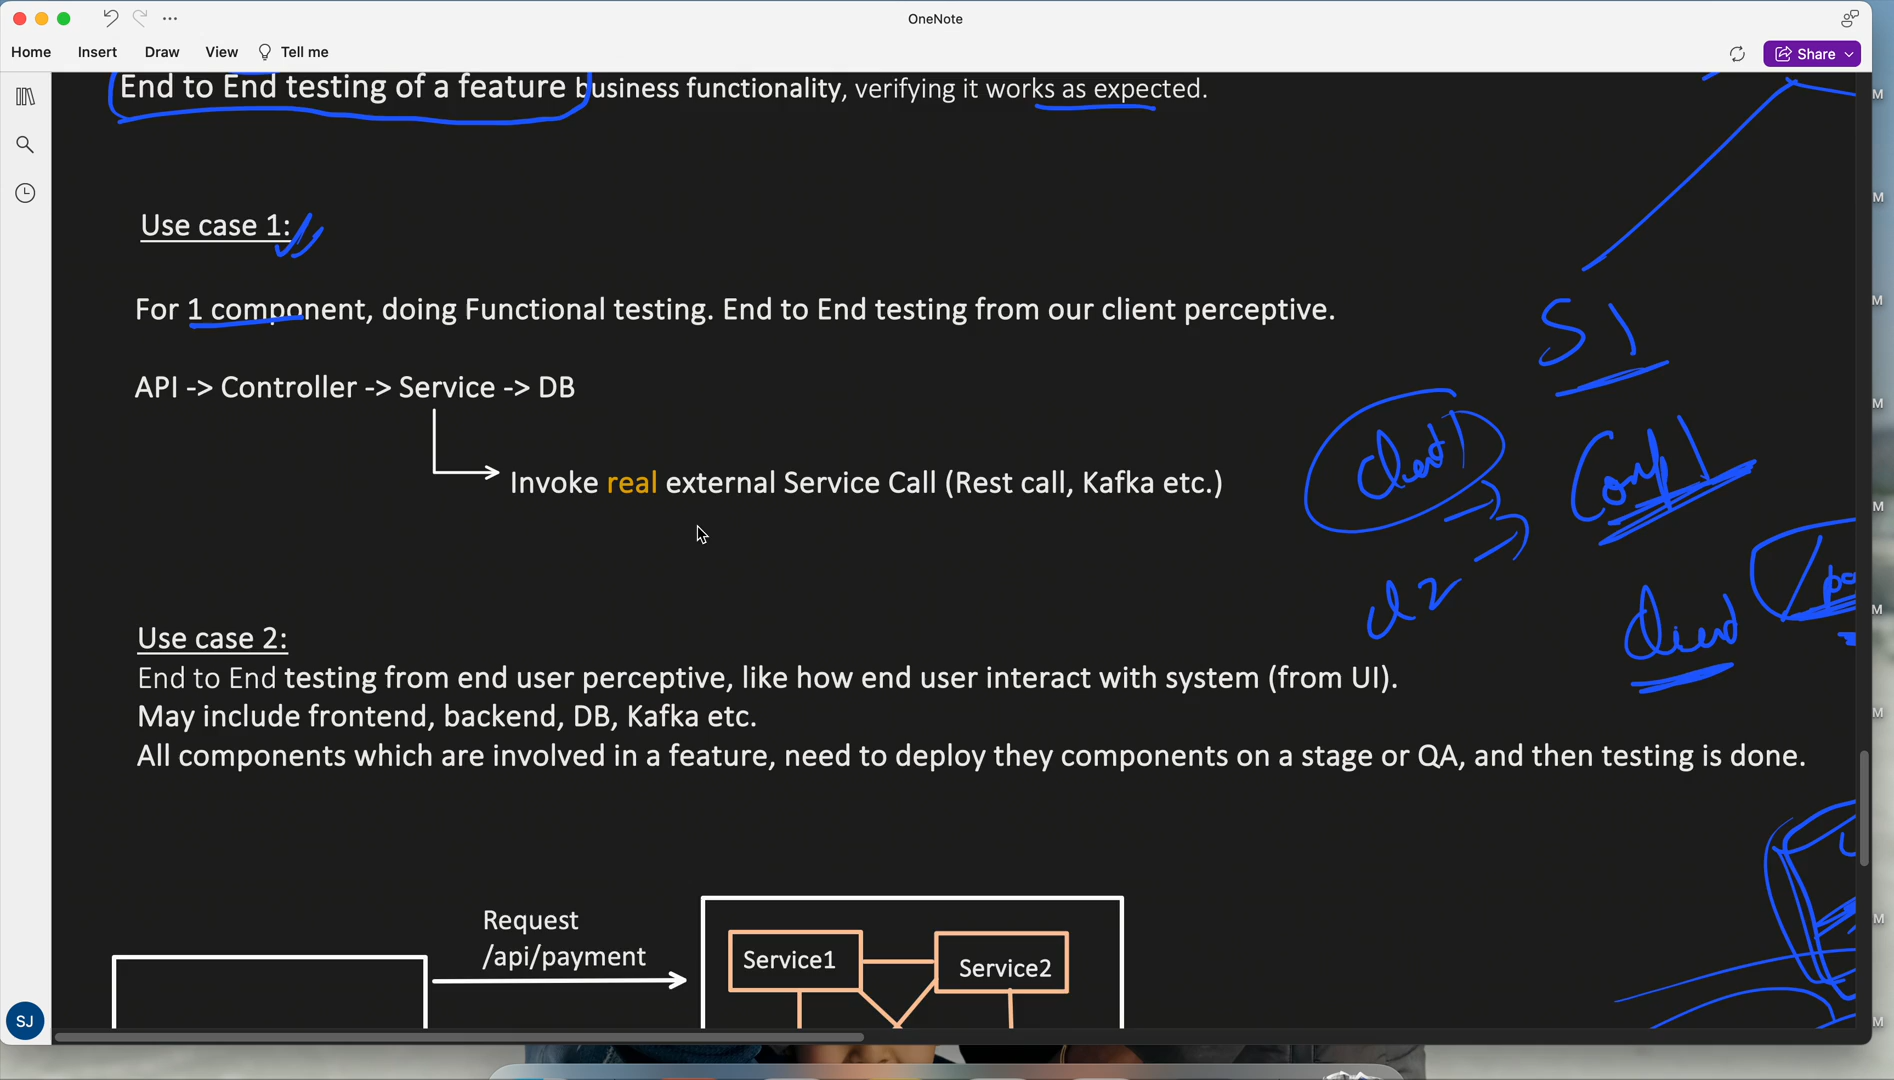 OneNote
Home Insert Draw View Tell me
Share
End to End testing of a feature business functionality, verifying it works as expected.
Use case 1:
For 1 component, doing Functional testing. End to End testing from our client perceptive.
S1
API -> Controller -> Service -> DB
client
Comp1
Invoke real external Service Call (Rest call, Kafka etc.)
Use case 2:
End to End testing from end user perceptive, like how end user interact with system (from UI).
May include frontend, backend, DB, Kafka etc.
All components which are involved in a feature, need to deploy they components on a stage or QA, and then testing is done.
Request
/api/payment
Service1
Service2
SJ